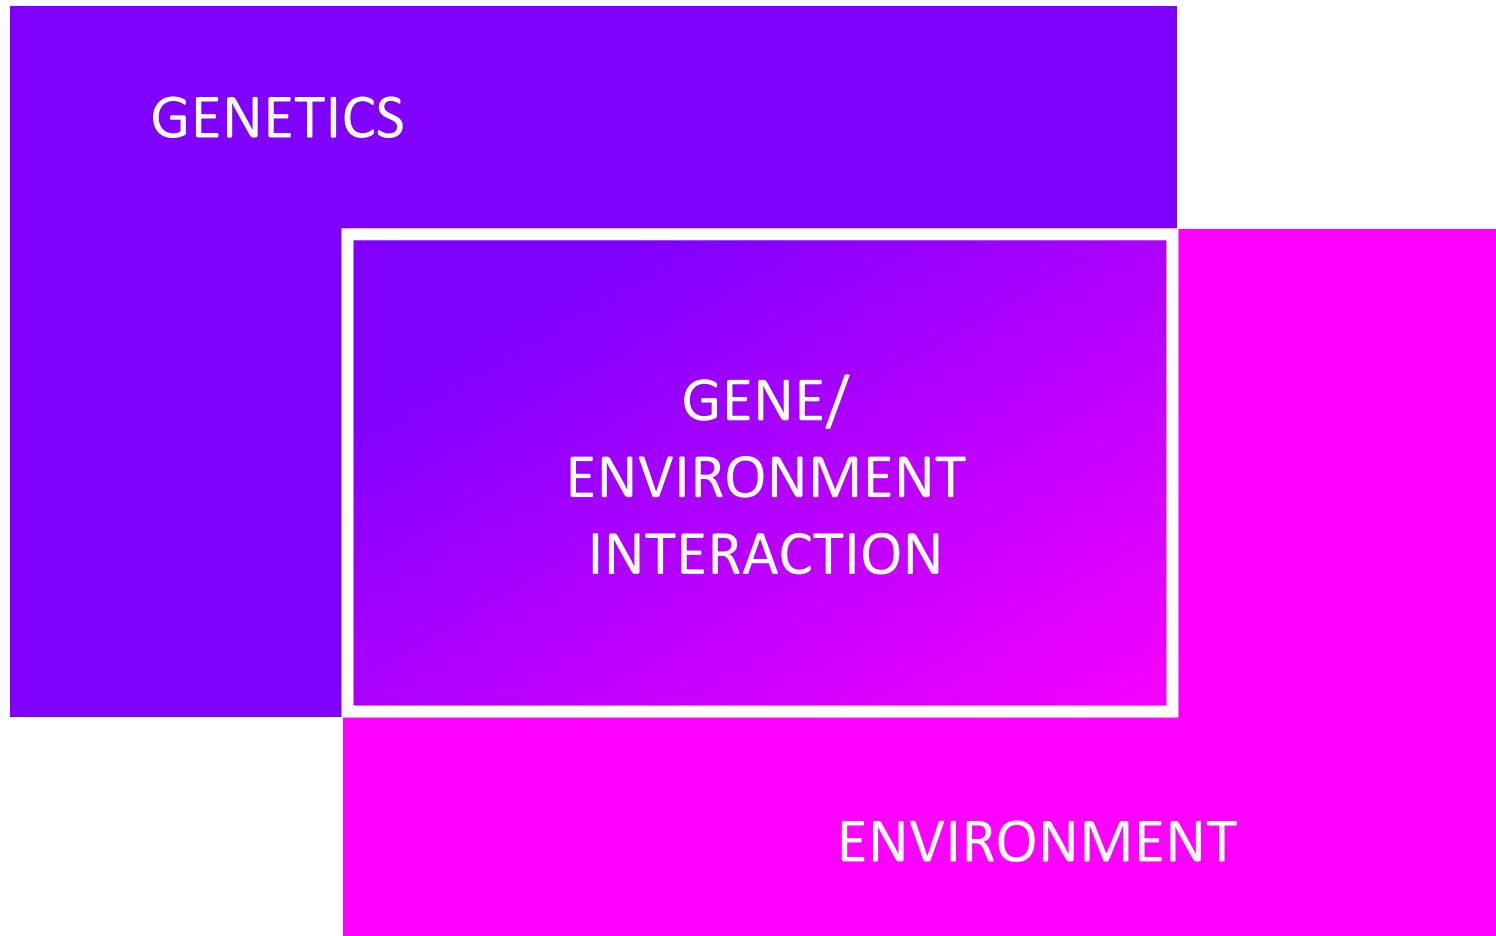 GENETICS
GENE/
ENVIRONMENT
INTERACTION
ENVIRONMENT